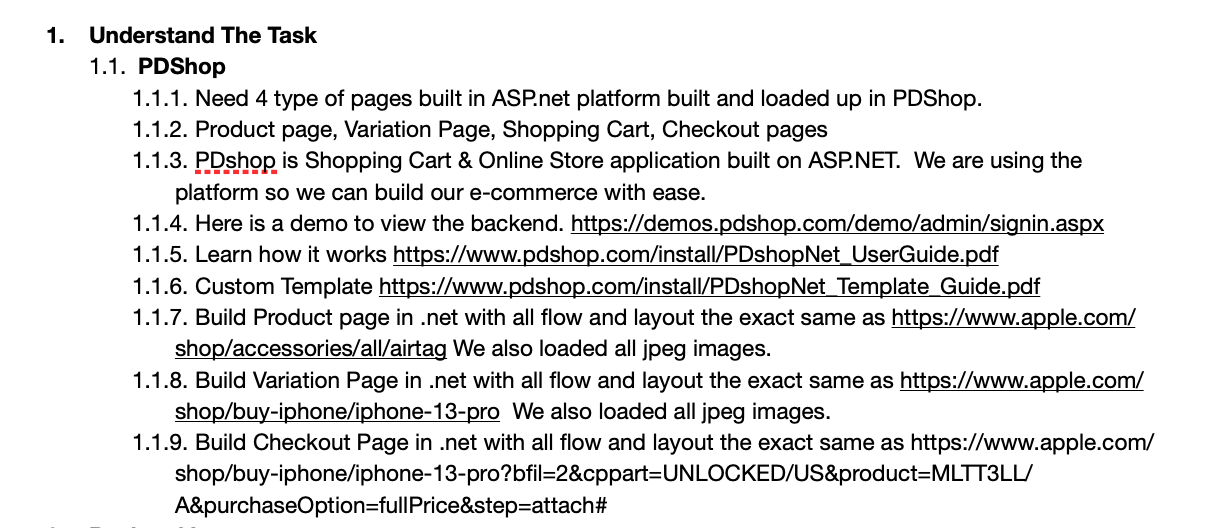 1. Understand The Task
1.1. PDShop
1.1.1. Need 4 type of pages built in ASP.net platform built and loaded up in PDShop.
1.1.2. Product page, Variation Page, Shopping Cart, Checkout pages
1.1.3. PDshop is Shopping Cart & Online Store application built on ASP.NET.  We are using the
platform so we can build our e-commerce with ease.
1.1.4. Here is a demo to view the backend. https://demos.pdshop.com/demo/admin/signin.aspx
1.1.5. Learn how it works https://www.pdshop.com/install/PDshopNet_UserGuide.pdf
1.1.6. Custom Template https://www.pdshop.com/install/PDshopNet_Template_Guide.pdf
1.1.7. Build Product page in .net with all flow and layout the exact same as https://www.apple.com/
shop/accessories/all/airtag We also loaded all jpeg images.
1.1.8. Build Variation Page in .net with all flow and layout the exact same as https://www.apple.com/
shop/buy-iphone/iphone-13-pro  We also loaded all jpeg images.
1.1.9. Build Checkout Page in .net with all flow and layout the exact same as https://www.apple.com/
shop/buy-iphone/iphone-13-pro?bfil=2&cppart=UNLOCKED/US&product=MLTT3LL/
A&purchaseOption=fullPrice&step=attach#